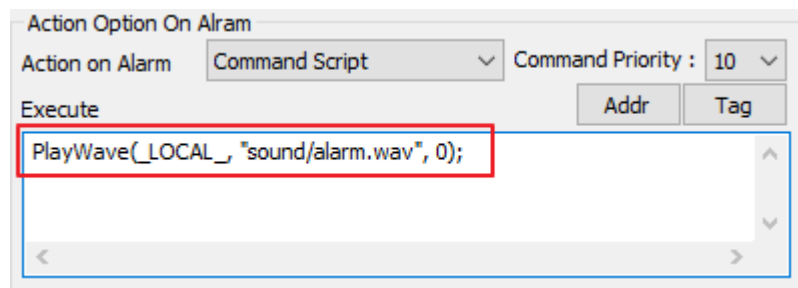 Action Option On Alram
Action on Alarm Command Script Command Priority : 10
Execute Addr Tag
PlayWave(_LOCAL_, "sound/alarm.wav", 0);